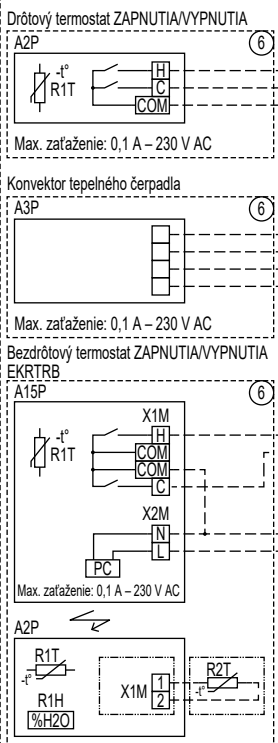 Drôtový termostat ZAPNUTIA/VYPNUTIA
A2P
6
-t°
R1T
H
C
COM
Max. zaťaženie: 0,1 A – 230 V AC
Konvektor tepelného čerpadla
A3P
6
Max. zaťaženie: 0,1 A – 230 V AC
Bezdrôtový termostat ZAPNUTIA/VYPNUTIA
EKRTRB
A15P
6
X1M
-t°
R1T
H
COM
COM
C
X2M
N
L
PC
Max. zaťaženie: 0,1 A – 230 V AC
A2P
R1T
-t°
R1H
%H2O
X1M
1
2
R2T
-t°